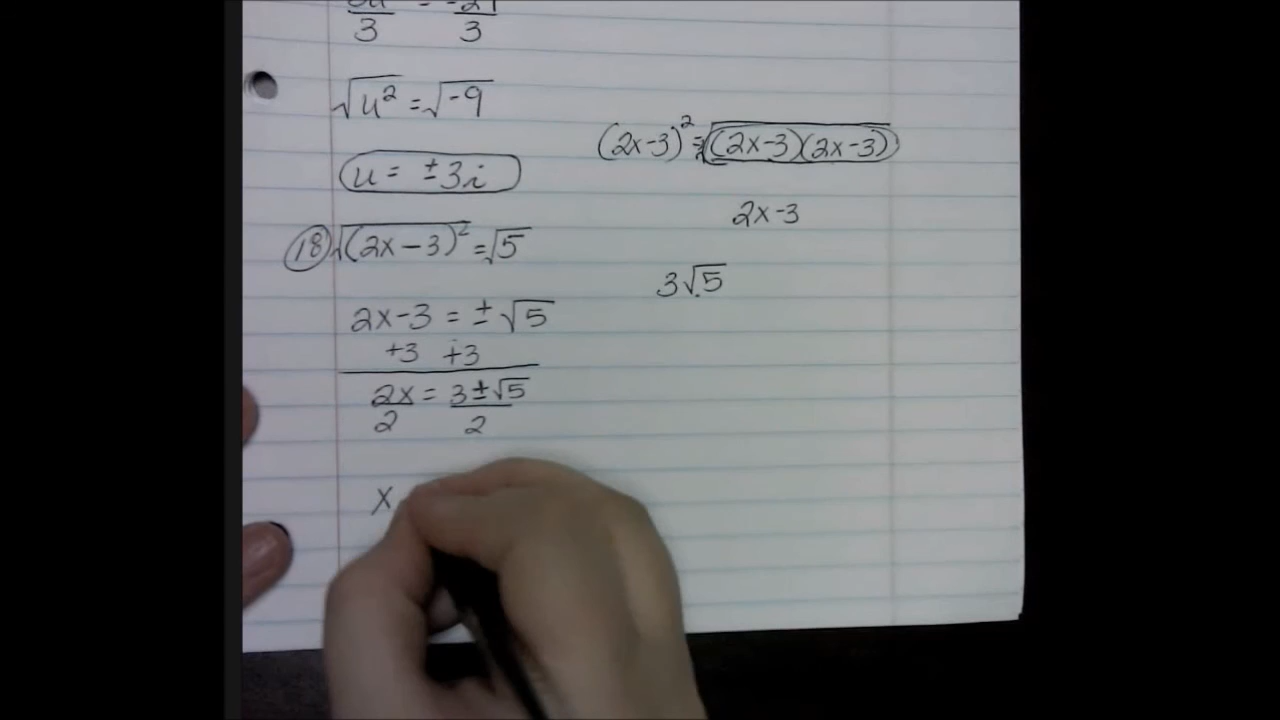 3 3
√u² = √-9
u = ±3i
(2x-3)² = √(2x-3)(2x-3)
2x-3
18 √(2x-3)² = √5
3√5
2x-3 = ±√5
+3 +3
2x = 3±√5
2 2
x